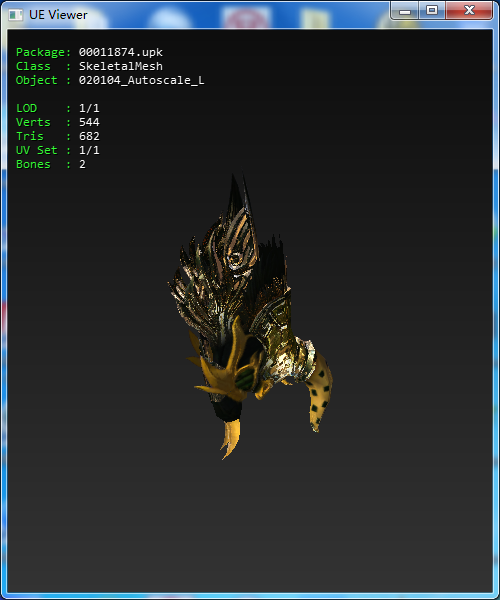 UE Viewer
Package: 00011874.upk
Class : SkeletalMesh
Object : 020104_Autoscale_L
LOD : 1/1
Verts : 544
Tris : 682
UV Set : 1/1
Bones : 2